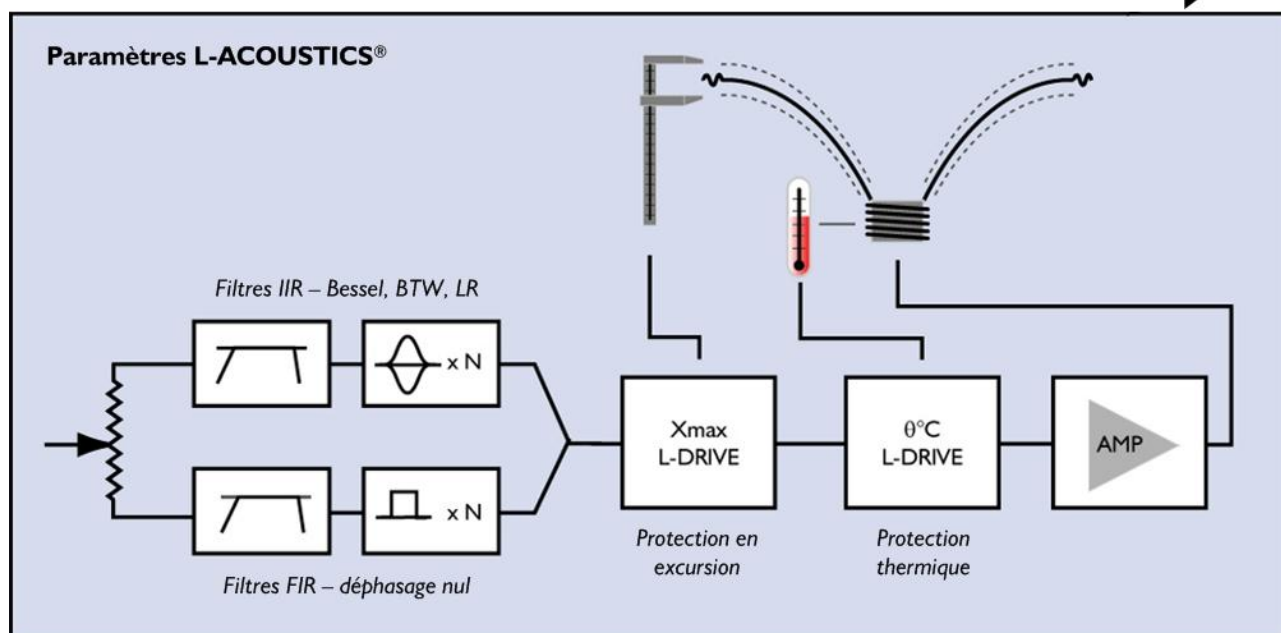 Paramètres L-ACOUSTICS®
Filtres IIR – Bessel, BTW, LR
x N
Xmax
L-DRIVE
θ°C
L-DRIVE
AMP
x N
Protection en
excursion
Protection
thermique
Filtres FIR – déphasage nul